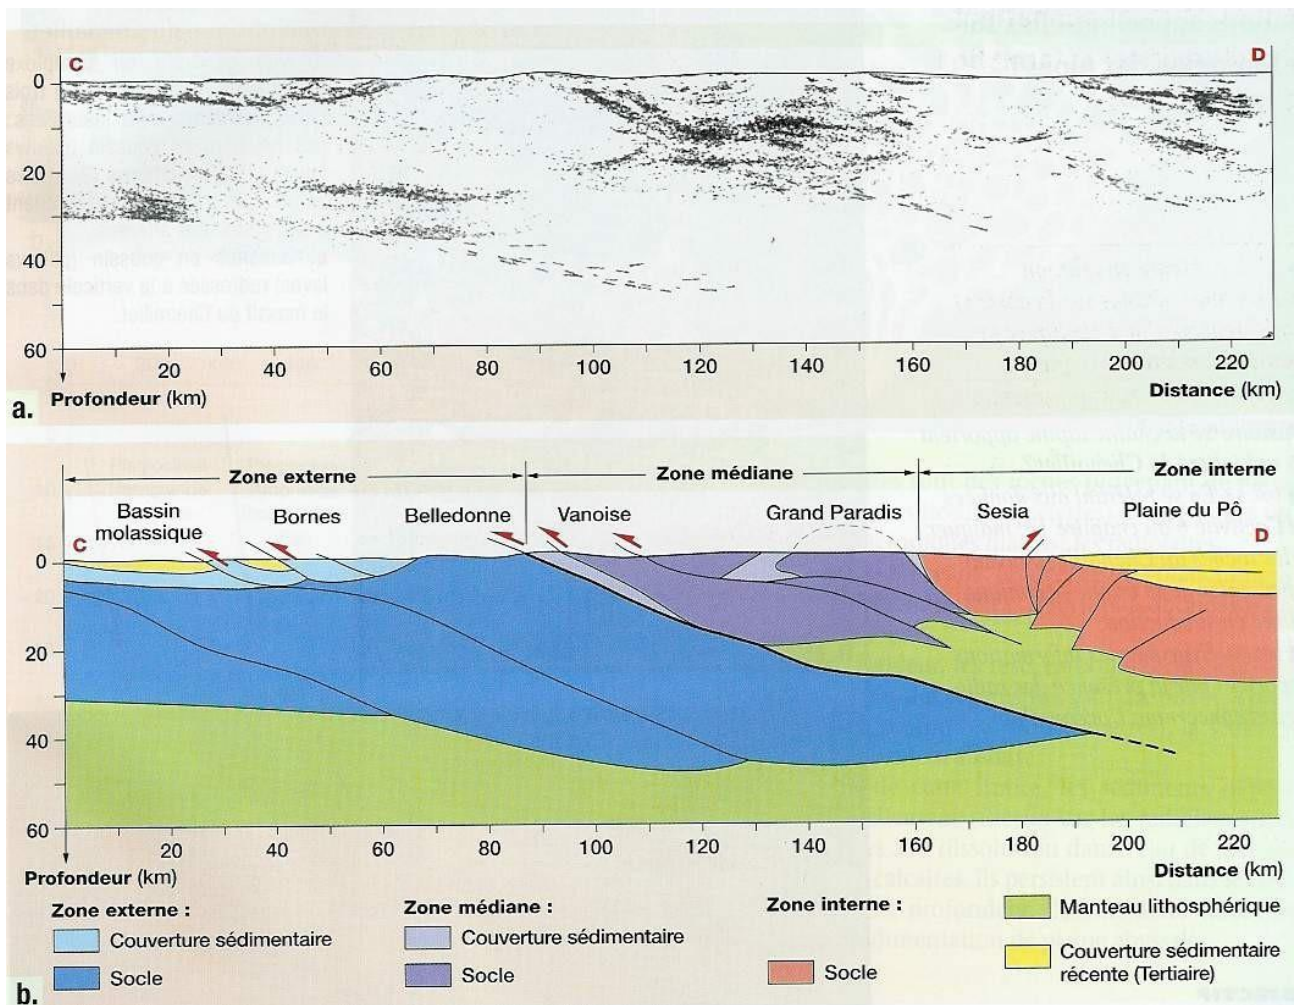 C D
0
20
40
60
20 40 60 80 100 120 140 160 180 200 220
Profondeur (km) Distance (km)
a.
Zone externe Zone médiane Zone interne
Bassin molassique Bornes Belledonne Vanoise Grand Paradis Sesia Plaine du Pô
C D
0
20
40
60
20 40 60 80 100 120 140 160 180 200 220
Profondeur (km) Distance (km)
Zone externe :
Couverture sédimentaire
Socle
Zone médiane :
Couverture sédimentaire
Socle
Zone interne :
Socle
Manteau lithosphérique
Couverture sédimentaire
récente (Tertiaire)
b.